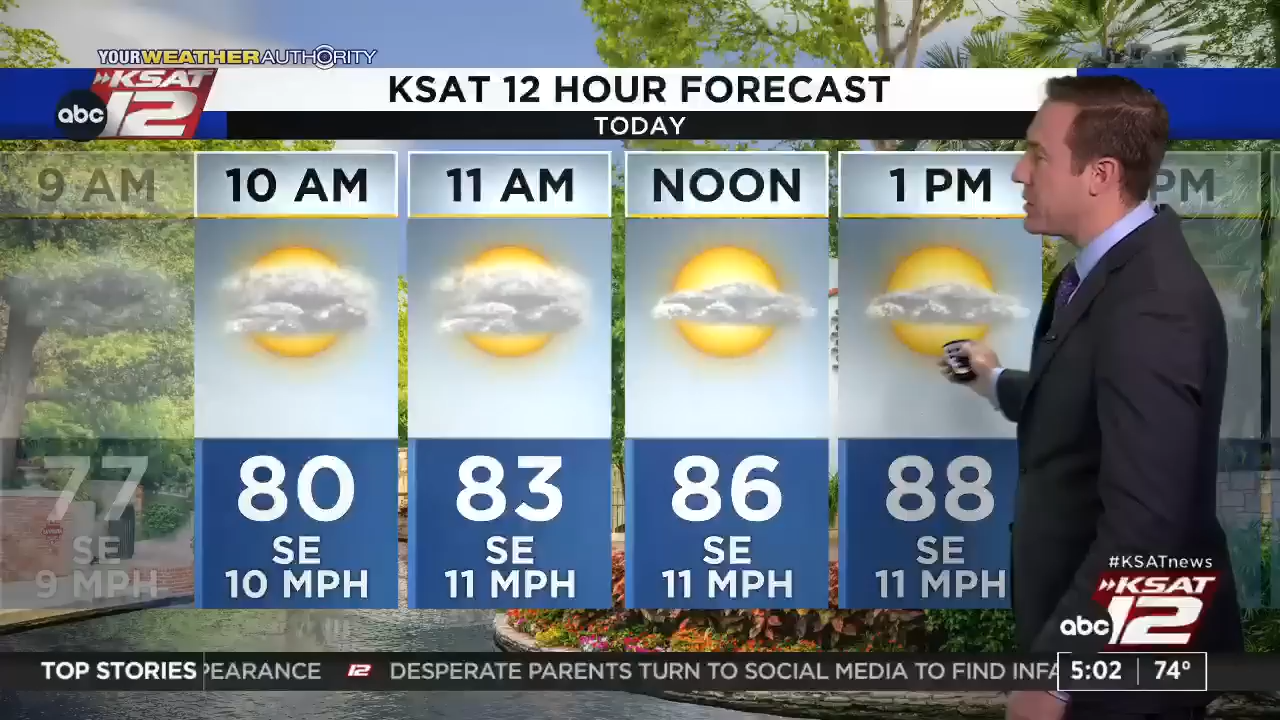 YOURWEATHERAUTHORITY
KSAT
abc 12
KSAT 12 HOUR FORECAST
TODAY
9 AM
10 AM
11 AM
NOON
1 PM
PM
77
80
83
86
88
SE
SE
SE
SE
SE
9 MPH
10 MPH
11 MPH
11 MPH
11 MPH
#KSATnews
KSAT
abc 12
TOP STORIES PEARANCE 12 DESPERATE PARENTS TURN TO SOCIAL MEDIA TO FIND INFA 5:02 74°